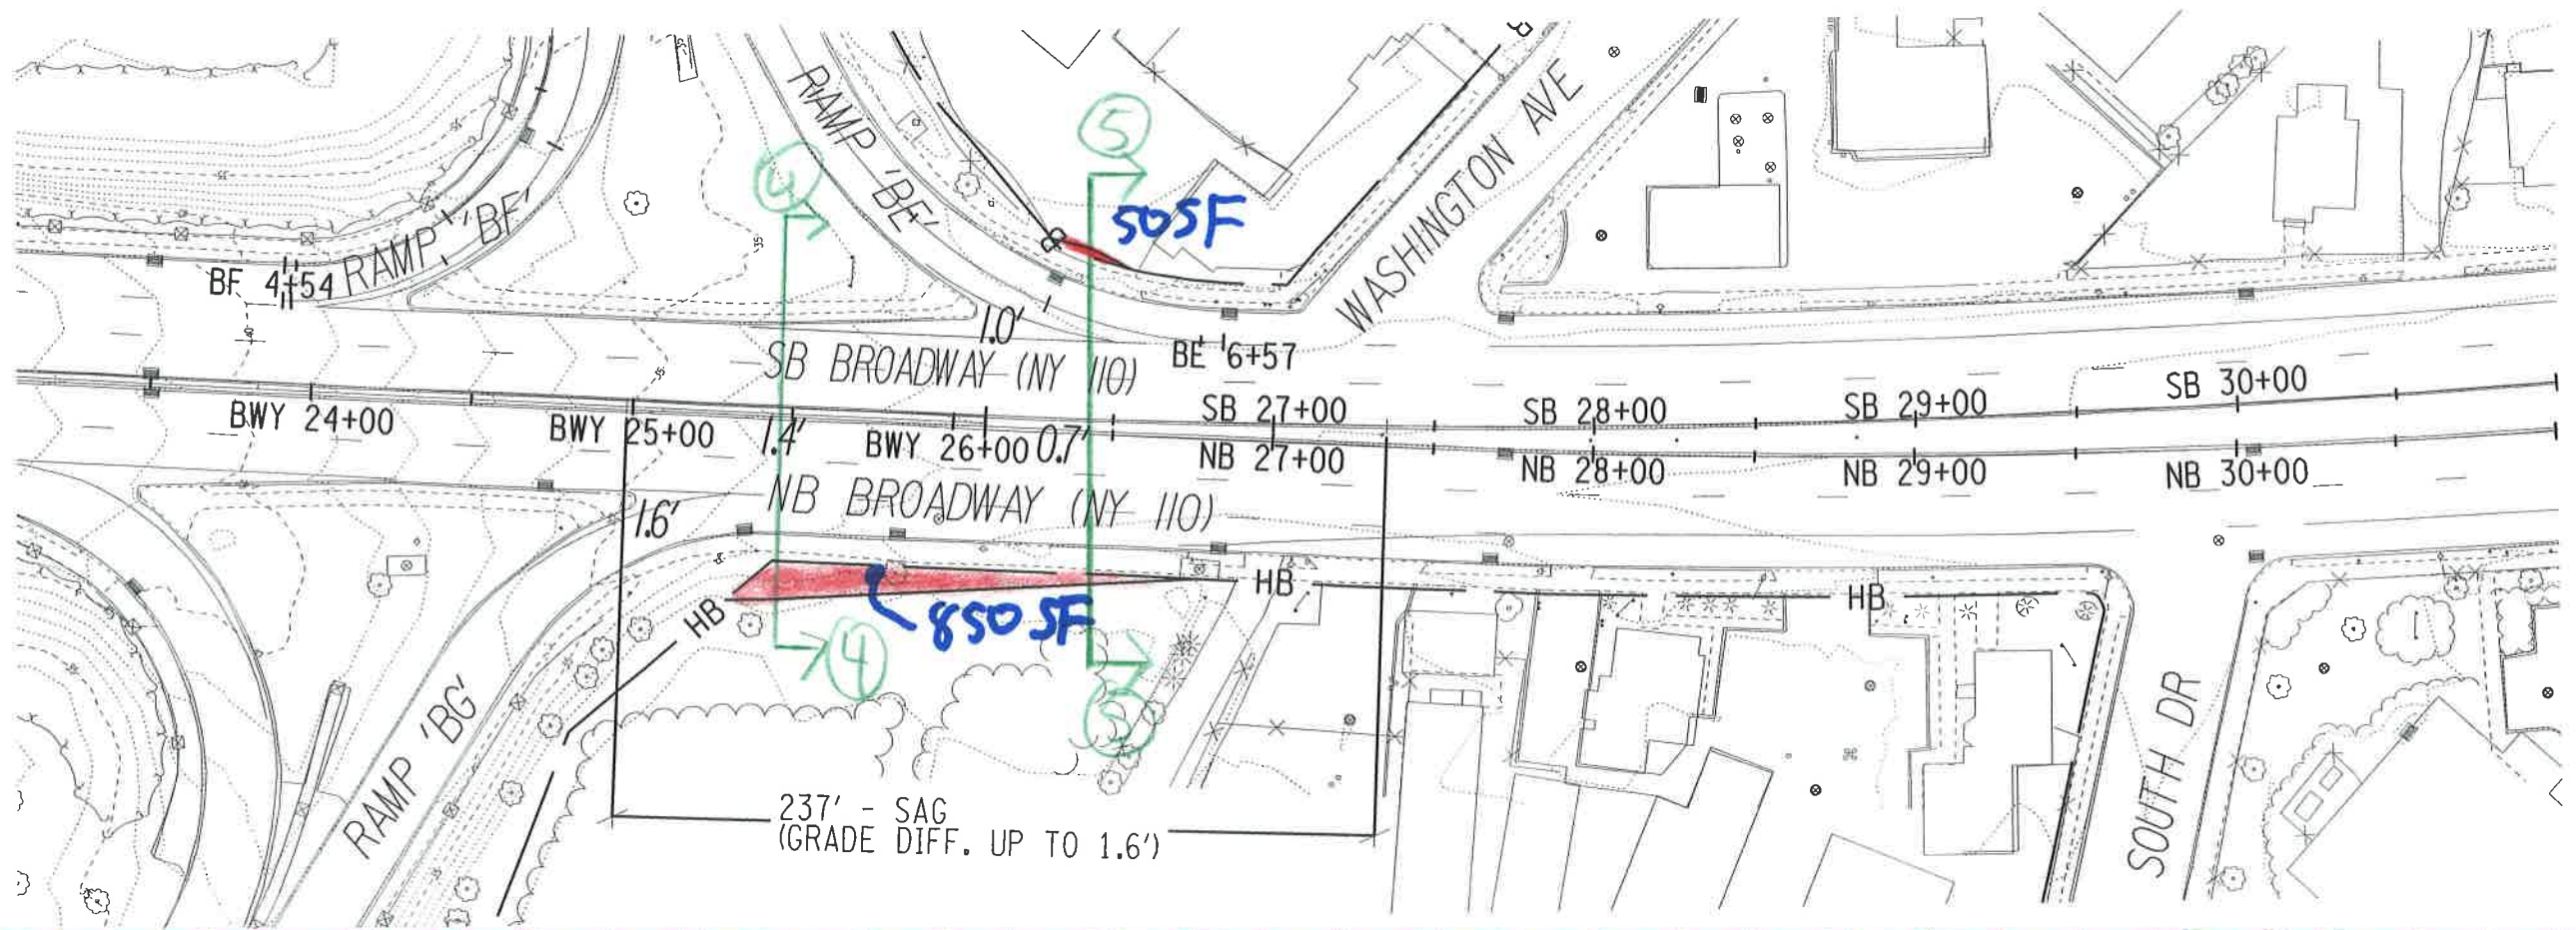 RAMP 'BF'
BF 4+54
RAMP 'BE'
4
5
50SF
WASHINGTON AVE
35
35
1.0'
BE 6+57
SB BROADWAY (NY 110)
BWY 24+00
BWY 25+00
1.4'
BWY 26+00
0.7'
SB 27+00
SB 28+00
SB 29+00
SB 30+00
NB 27+00
NB 28+00
NB 29+00
NB 30+00
NB BROADWAY (NY 110)
1.6'
HB
850 SF
HB
HB
4
5
RAMP 'BG'
SOUTH DR
237' - SAG
(GRADE DIFF. UP TO 1.6')